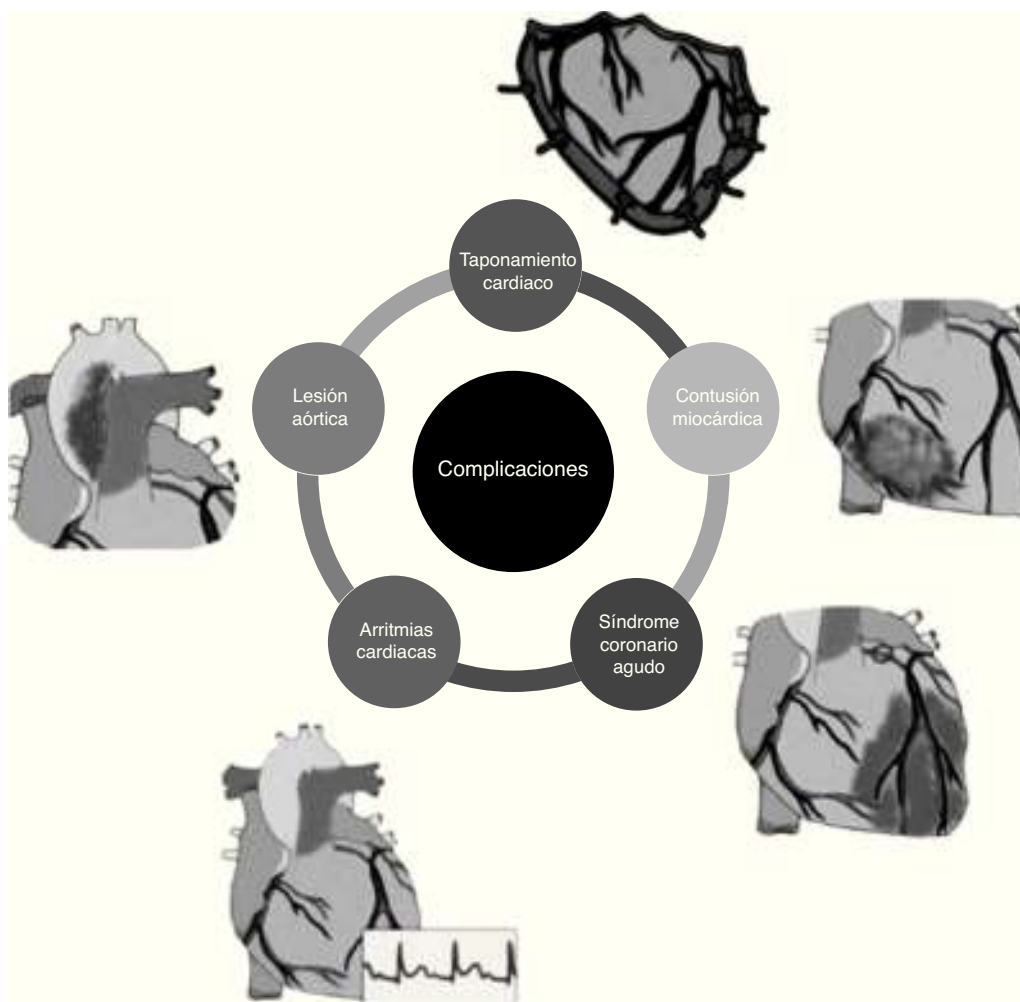 Taponamiento
cardiaco
Contusión
miocárdica
Síndrome
coronario
agudo
Arritmias
cardiacas
Lesión
aórtica
Complicaciones